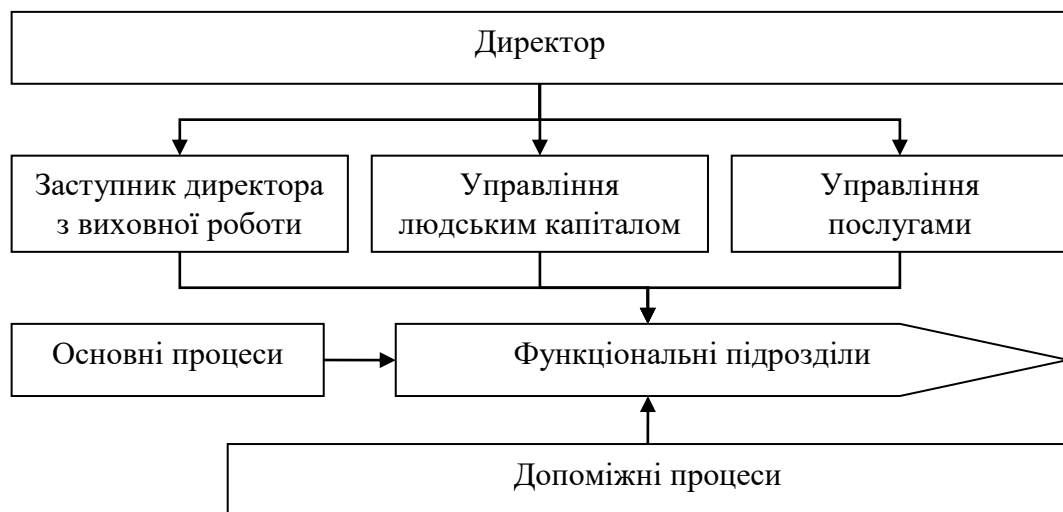 Директор
Заступник директора
з виховної роботи
Управління
людським капіталом
Управління
послугами
Основні процеси
Функціональні підрозділи
Допоміжні процеси